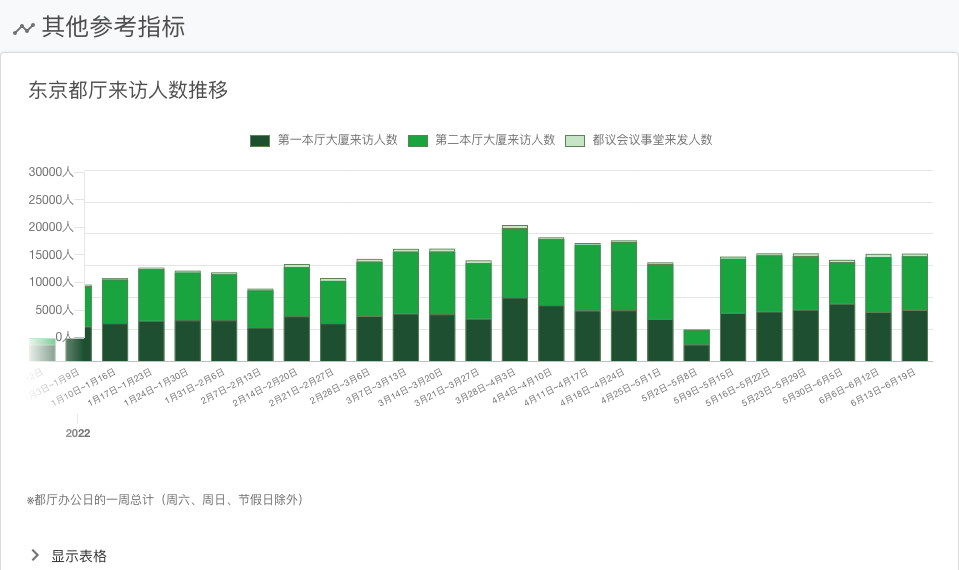 其他参考指标
东京都厅来访人数推移
第一本厅大厦来访人数 第二本厅大厦来访人数 都议会议事堂来发人数
30000人
25000人
20000人
15000人
10000人
5000人
0人
1月3日~1月9日
1月10日~1月16日
1月17日~1月23日
1月24日~1月30日
1月31日~2月6日
2月7日~2月13日
2月14日~2月20日
2月21日~2月27日
2月28日~3月6日
3月7日~3月13日
3月14日~3月20日
3月21日~3月27日
3月28日~4月3日
4月4日~4月10日
4月11日~4月17日
4月18日~4月24日
4月25日~5月1日
5月2日~5月8日
5月9日~5月15日
5月16日~5月22日
5月23日~5月29日
5月30日~6月5日
6月6日~6月12日
6月13日~6月19日
2022
※都厅办公日的一周总计（周六、周日、节假日除外）
显示表格